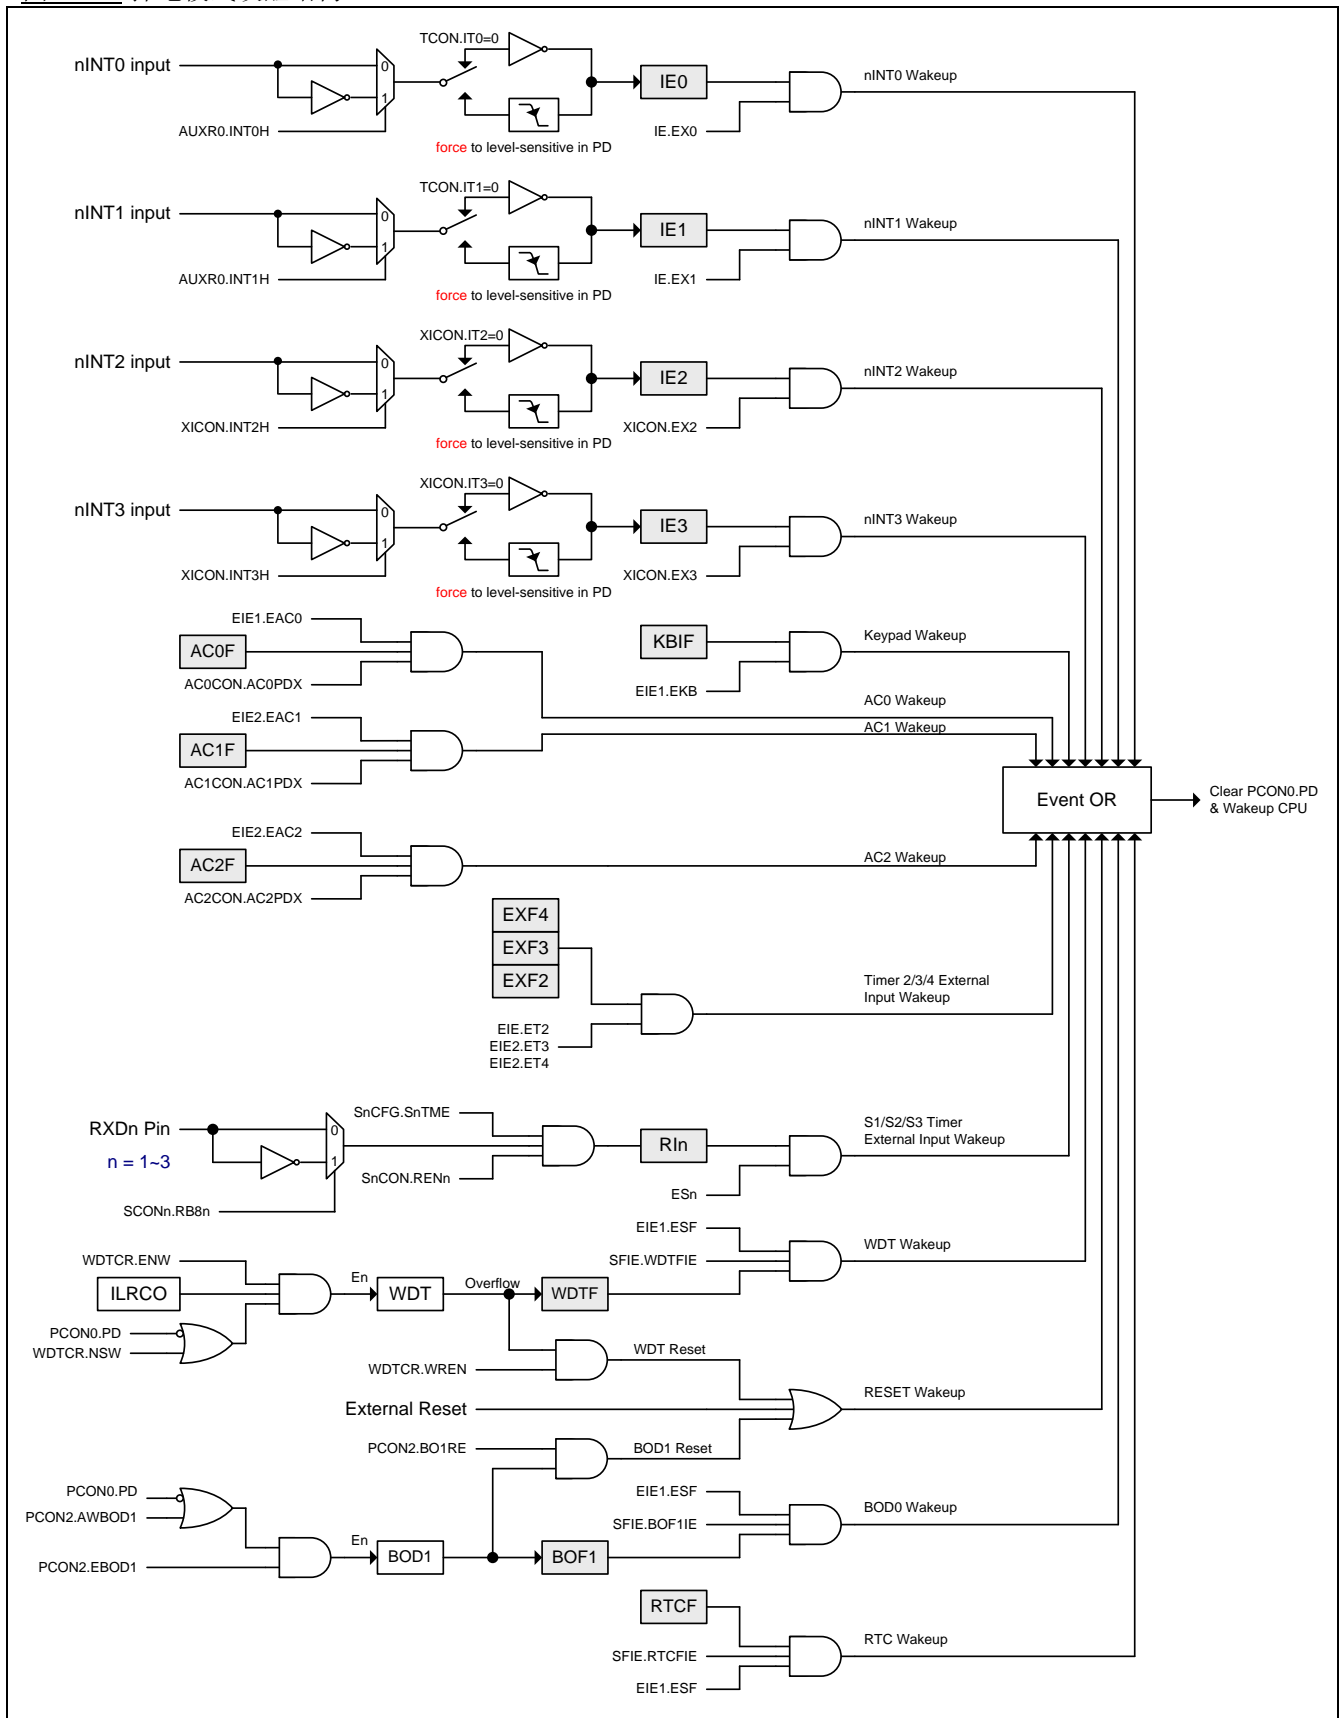 TCON.IT0=0
nINT0 input
0
1
IE0
nINT0 Wakeup
AUXR0.INT0H
IE.EX0
force to level-sensitive in PD
TCON.IT1=0
nINT1 input
0
1
IE1
nINT1 Wakeup
AUXR0.INT1H
IE.EX1
force to level-sensitive in PD
XICON.IT2=0
nINT2 input
0
1
IE2
nINT2 Wakeup
XICON.INT2H
XICON.EX2
force to level-sensitive in PD
XICON.IT3=0
nINT3 input
0
1
IE3
nINT3 Wakeup
XICON.INT3H
XICON.EX3
force to level-sensitive in PD
EIE1.EAC0
AC0F
AC0CON.AC0PDX
KBIF
Keypad Wakeup
EIE1.EKB
AC0 Wakeup
EIE2.EAC1
AC1 Wakeup
AC1F
AC1CON.AC1PDX
Event OR
Clear PCON0.PD
& Wakeup CPU
EIE2.EAC2
AC2F
AC2 Wakeup
AC2CON.AC2PDX
EXF4
EXF3
EXF2
Timer 2/3/4 External
Input Wakeup
EIE.ET2
EIE2.ET3
EIE2.ET4
SnCFG.SnTME
RXDn Pin
0
1
n = 1~3
SnCON.RENn
SCONn.RB8n
RIn
S1/S2/S3 Timer
External Input Wakeup
ESn
EIE1.ESF
WDT Wakeup
WDTCR.ENW
SFIE.WDTFIE
ILRCO
En
WDT
Overflow
WDTF
PCON0.PD
WDTCR.NSW
WDT Reset
WDTCR.WREN
RESET Wakeup
External Reset
PCON2.BO1RE
BOD1 Reset
PCON0.PD
PCON2.AWBOD1
EIE1.ESF
BOD0 Wakeup
SFIE.BOF1IE
En
BOD1
BOF1
PCON2.EBOD1
RTCF
RTC Wakeup
SFIE.RTCFIE
EIE1.ESF